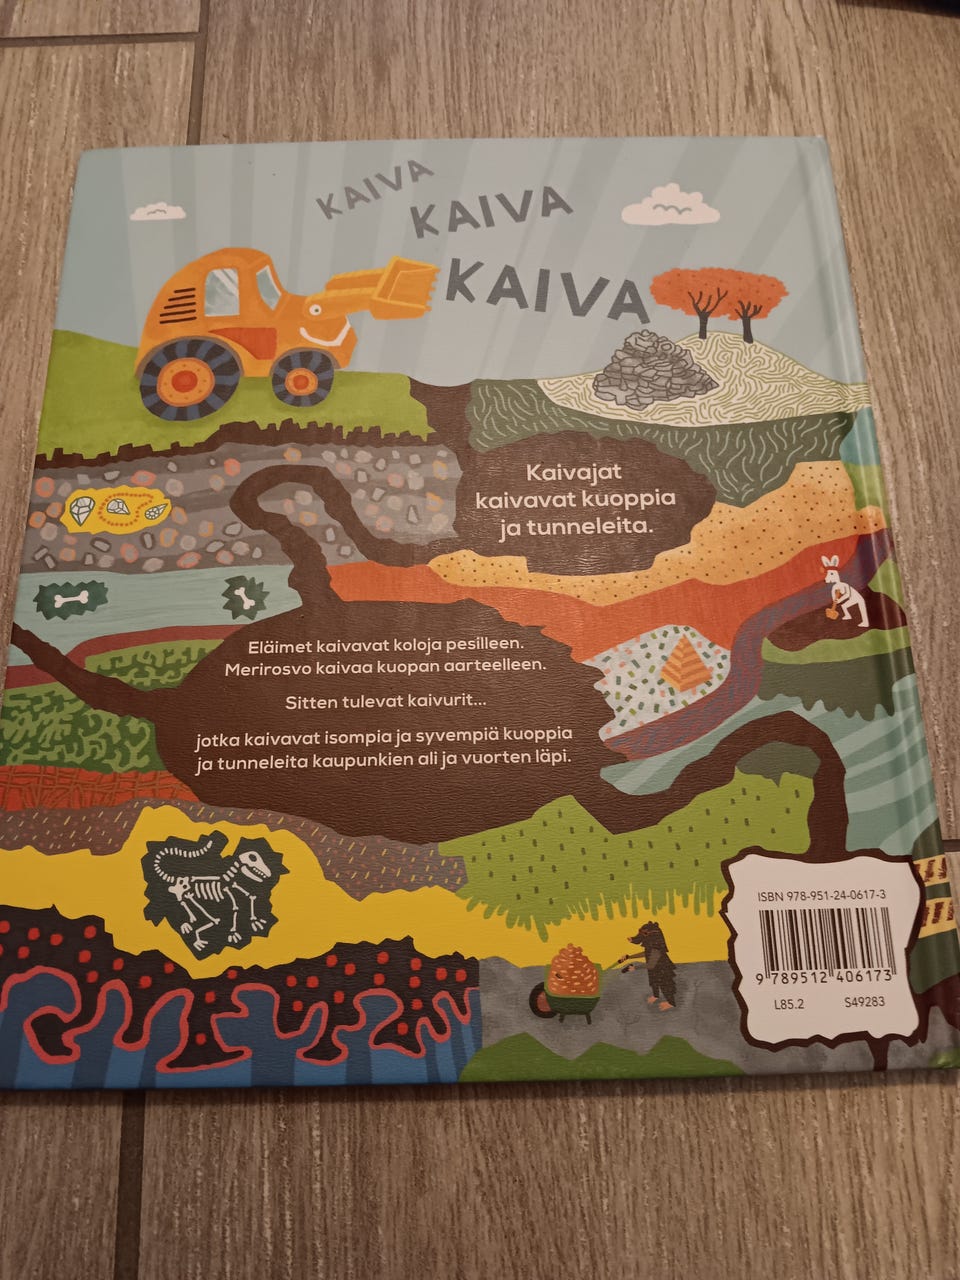 KAIVA
KAIVA
KAIVA
Kaivajat
kaivavat kuoppia
ja tunneleita.
Eläimet kaivavat koloja pesilleen.
Merirosvo kaivaa kuopan aarteelleen.
Sitten tulevat kaivurit...
jotka kaivavat isompia ja syvempiä kuoppia
ja tunneleita kaupunkien ali ja vuorten läpi.
ISBN 978-951-24-0617-3
9 789512 406173
L85.2 S49283